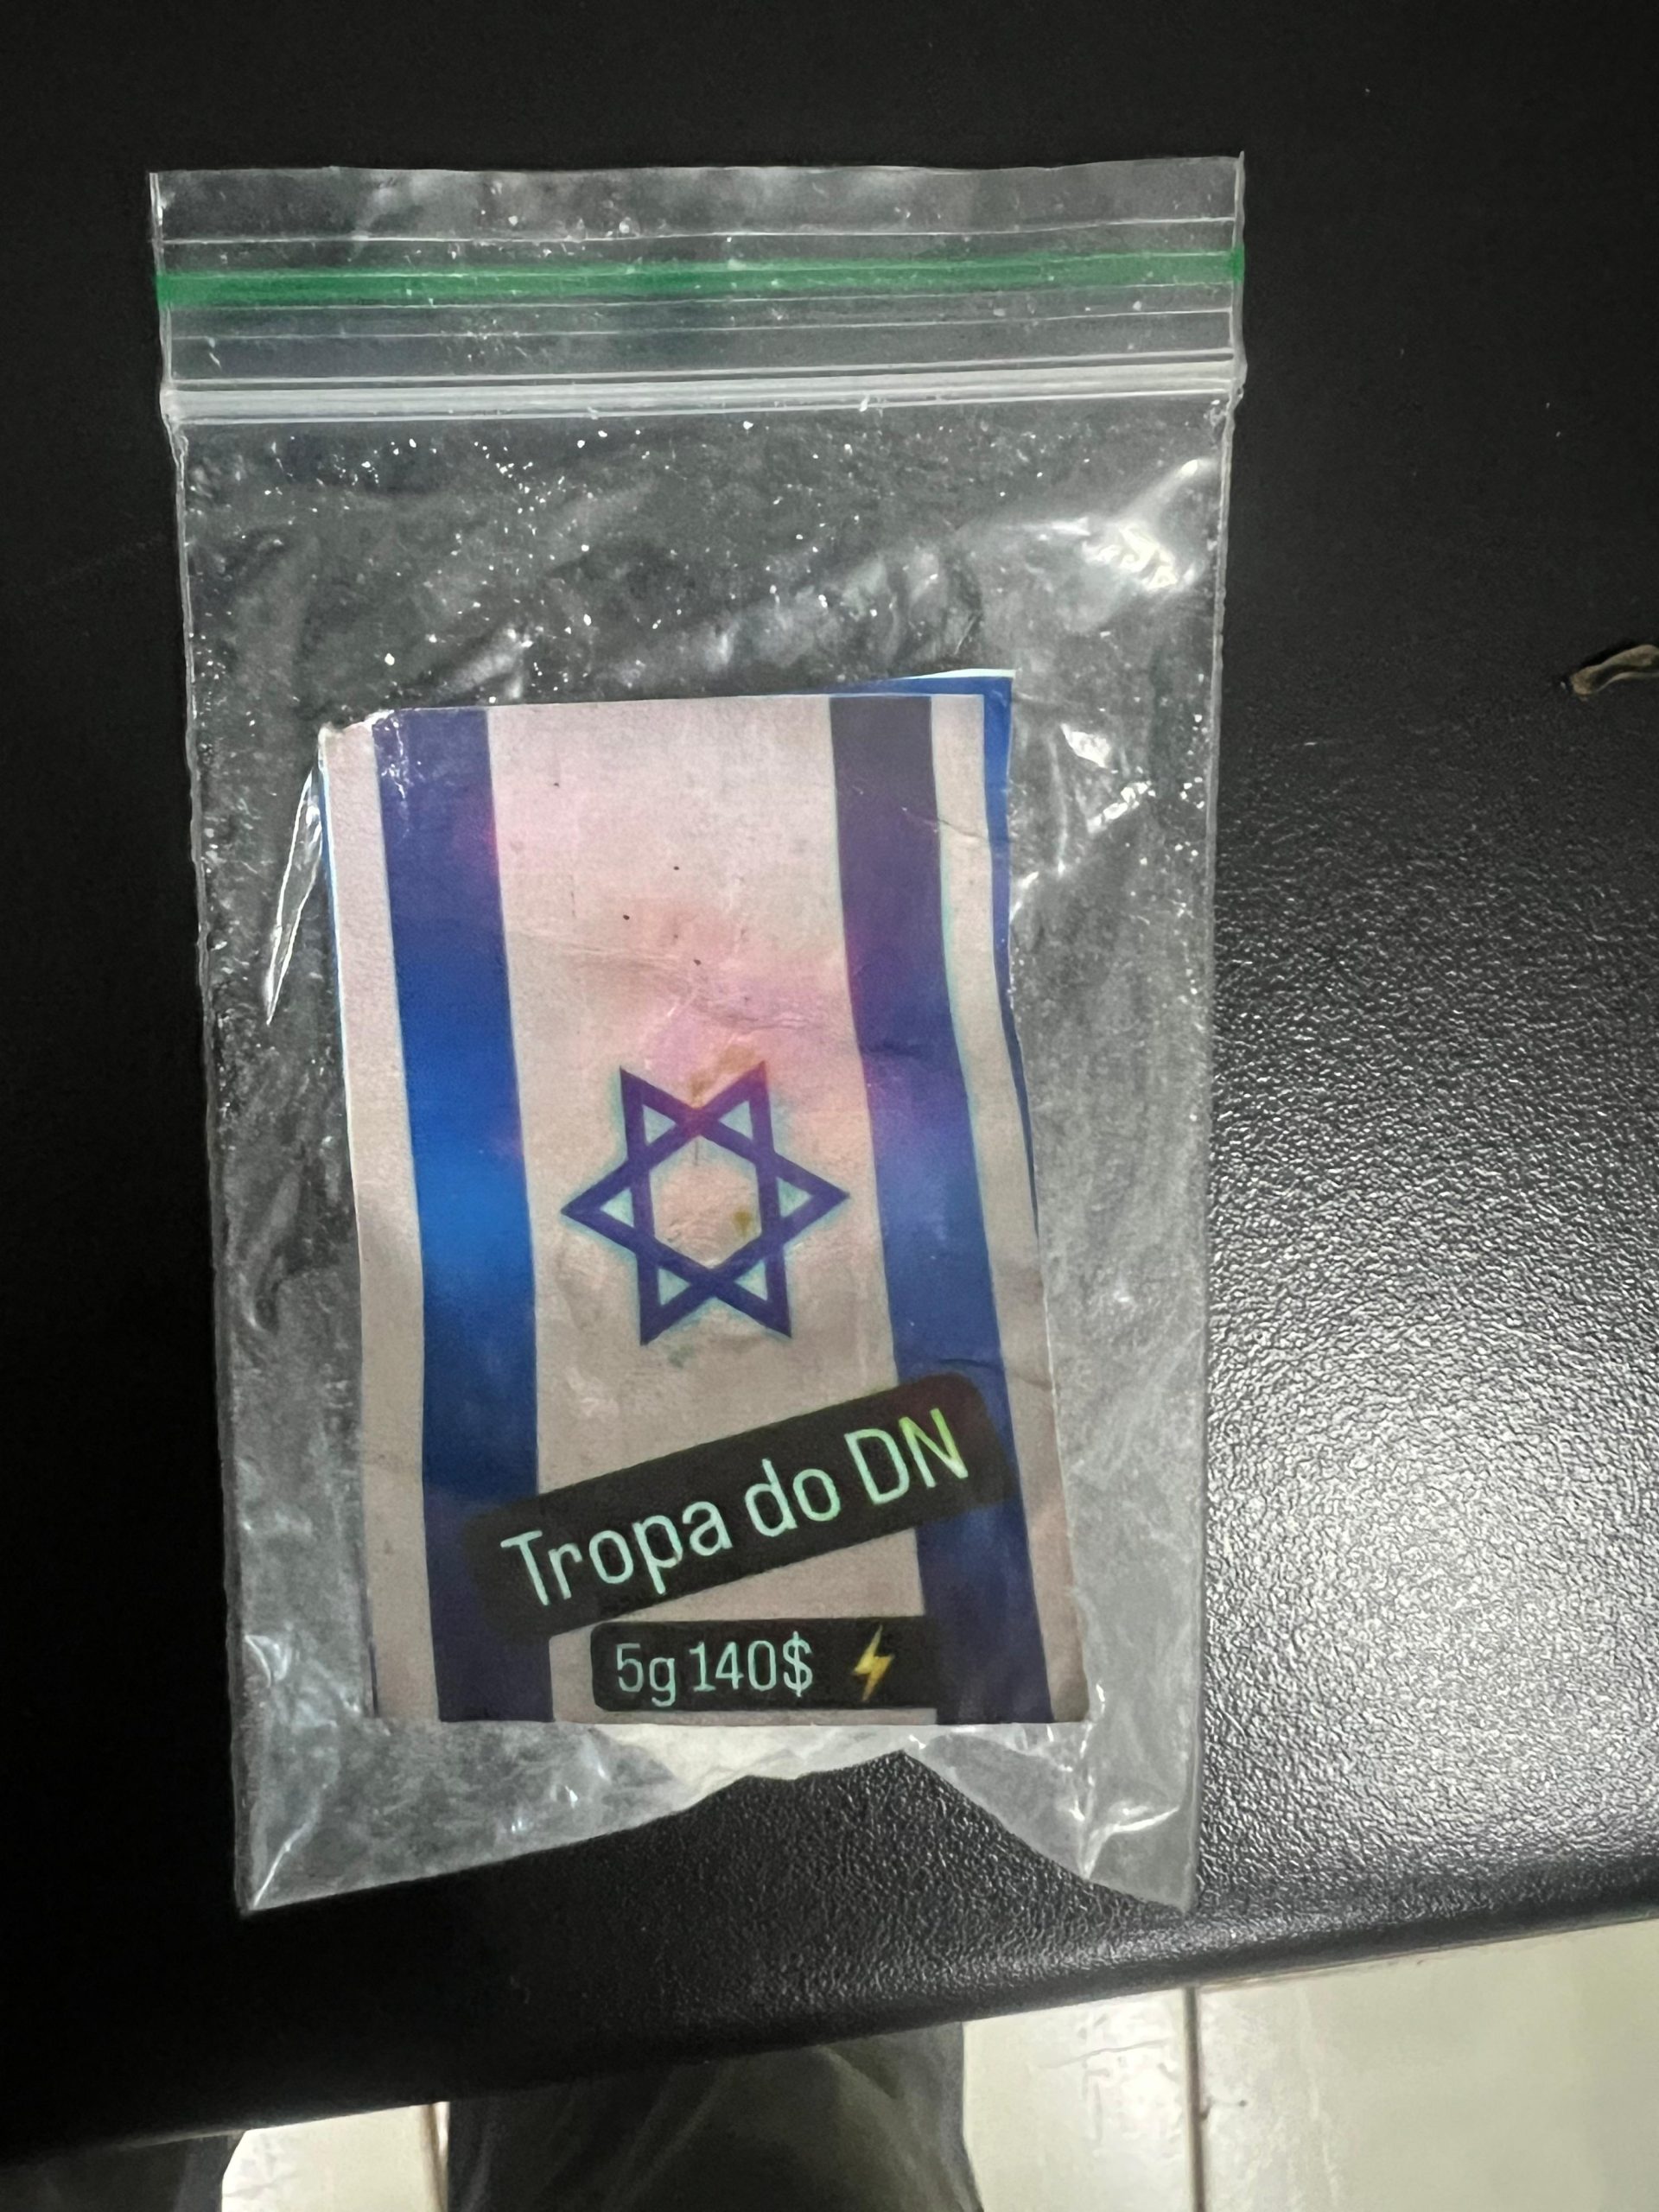 Tropa do DN
5g 140$ ⚡